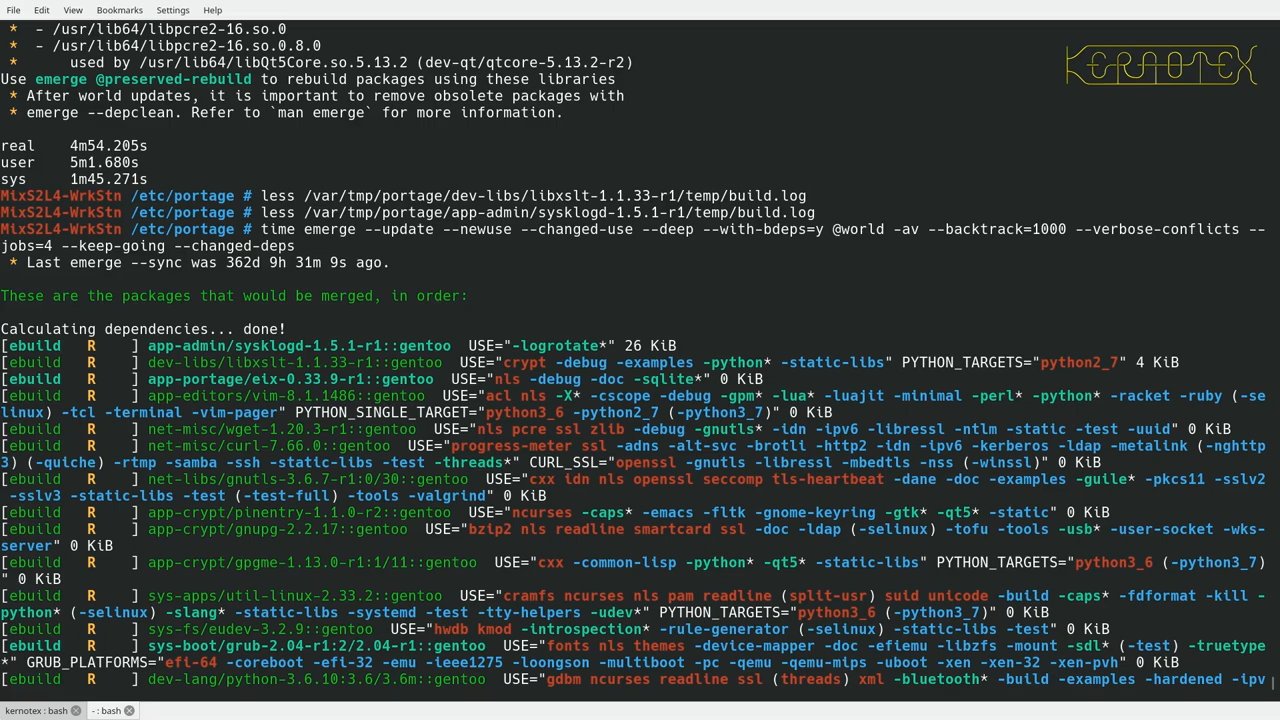 File Edit View Bookmarks Settings Help
*  - /usr/lib64/libpcre2-16.so.0
*  - /usr/lib64/libpcre2-16.so.0.8.0
*      used by /usr/lib64/libQt5Core.so.5.13.2 (dev-qt/qtcore-5.13.2-r2)
KERNOTEX
Use emerge @preserved-rebuild to rebuild packages using these libraries
* After world updates, it is important to remove obsolete packages with
* emerge --depclean. Refer to `man emerge` for more information.
real    4m54.205s
user    5m1.680s
sys     1m45.271s
MixS2L4-WrkStn /etc/portage # less /var/tmp/portage/dev-libs/libxslt-1.1.33-r1/temp/build.log
MixS2L4-WrkStn /etc/portage # less /var/tmp/portage/app-admin/sysklogd-1.5.1-r1/temp/build.log
MixS2L4-WrkStn /etc/portage # time emerge --update --newuse --changed-use --deep --with-bdeps=y @world -av --backtrack=1000 --verbose-conflicts --
jobs=4 --keep-going --changed-deps
* Last emerge --sync was 362d 9h 31m 9s ago.
These are the packages that would be merged, in order:
Calculating dependencies... done!
[ebuild   R    ] app-admin/sysklogd-1.5.1-r1::gentoo  USE="-logrotate*" 26 KiB
[ebuild   R    ] dev-libs/libxslt-1.1.33-r1::gentoo  USE="crypt -debug -examples -python* -static-libs" PYTHON_TARGETS="python2_7" 4 KiB
[ebuild   R    ] app-portage/eix-0.33.9-r1::gentoo  USE="nls -debug -doc -sqlite*" 0 KiB
[ebuild   R    ] app-editors/vim-8.1.1486::gentoo  USE="acl nls -X* -cscope -debug -gpm* -lua* -luajit -minimal -perl* -python* -racket -ruby (-se
linux) -tcl -terminal -vim-pager" PYTHON_SINGLE_TARGET="python3_6 -python2_7 (-python3_7)" 0 KiB
[ebuild   R    ] net-misc/wget-1.20.3-r1::gentoo  USE="nls pcre ssl zlib -debug -gnutls* -idn -ipv6 -libressl -ntlm -static -test -uuid" 0 KiB
[ebuild   R    ] net-misc/curl-7.66.0::gentoo  USE="progress-meter ssl -adns -alt-svc -brotli -http2 -idn -ipv6 -kerberos -ldap -metalink (-nghttp
3) (-quiche) -rtmp -samba -ssh -static-libs -test -threads*" CURL_SSL="openssl -gnutls -libressl -mbedtls -nss (-winssl)" 0 KiB
[ebuild   R    ] net-libs/gnutls-3.6.7-r1:0/30::gentoo  USE="cxx idn nls openssl seccomp tls-heartbeat -dane -doc -examples -guile* -pkcs11 -sslv2
-sslv3 -static-libs -test (-test-full) -tools -valgrind" 0 KiB
[ebuild   R    ] app-crypt/pinentry-1.1.0-r2::gentoo  USE="ncurses -caps* -emacs -fltk -gnome-keyring -gtk* -qt5* -static" 0 KiB
[ebuild   R    ] app-crypt/gnupg-2.2.17::gentoo  USE="bzip2 nls readline smartcard ssl -doc -ldap (-selinux) -tofu -tools -usb* -user-socket -wks-
server" 0 KiB
[ebuild   R    ] app-crypt/gpgme-1.13.0-r1:1/11::gentoo  USE="cxx -common-lisp -python* -qt5* -static-libs" PYTHON_TARGETS="python3_6 (-python3_7)
" 0 KiB
[ebuild   R    ] sys-apps/util-linux-2.33.2::gentoo  USE="cramfs ncurses nls pam readline (split-usr) suid unicode -build -caps* -fdformat -kill -
python* (-selinux) -slang* -static-libs -systemd -test -tty-helpers -udev*" PYTHON_TARGETS="python3_6 (-python3_7)" 0 KiB
[ebuild   R    ] sys-fs/eudev-3.2.9::gentoo  USE="hwdb kmod -introspection* -rule-generator (-selinux) -static-libs -test" 0 KiB
[ebuild   R    ] sys-boot/grub-2.04-r1:2/2.04-r1::gentoo  USE="fonts nls themes -device-mapper -doc -efiemu -libzfs -mount -sdl* (-test) -truetype
*" GRUB_PLATFORMS="efi-64 -coreboot -efi-32 -emu -ieee1275 -loongson -multiboot -pc -qemu -qemu-mips -uboot -xen -xen-32 -xen-pvh" 0 KiB
[ebuild   R    ] dev-lang/python-3.6.10:3.6/3.6m::gentoo  USE="gdbm ncurses readline ssl (threads) xml -bluetooth* -build -examples -hardened -ipv
kernotex : bash
- : bash